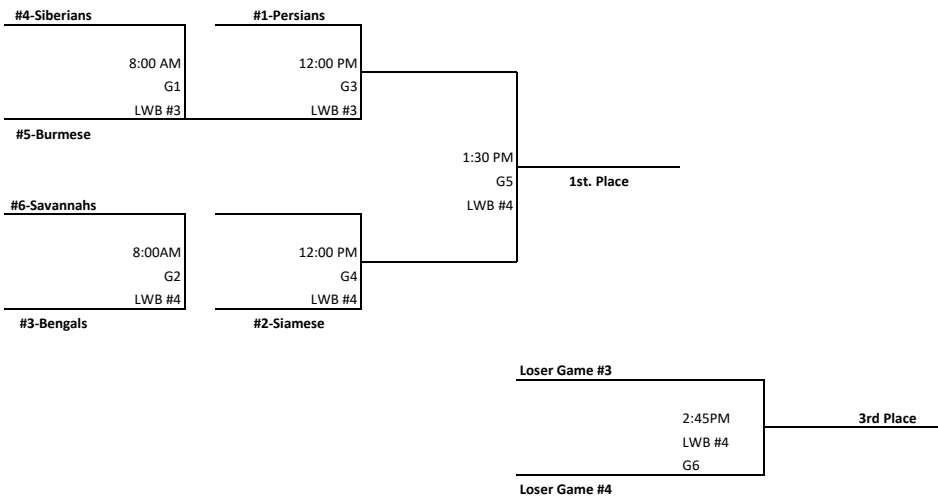 #4-Siberians
#1-Persians
8:00 AM
G1
LWB #3
12:00 PM
G3
LWB #3
#5-Burmese
1:30 PM
G5
LWB #4
1st. Place
#6-Savannahs
8:00AM
G2
LWB #4
12:00 PM
G4
LWB #4
#3-Bengals
#2-Siamese
Loser Game #3
2:45PM
LWB #4
G6
3rd Place
Loser Game #4